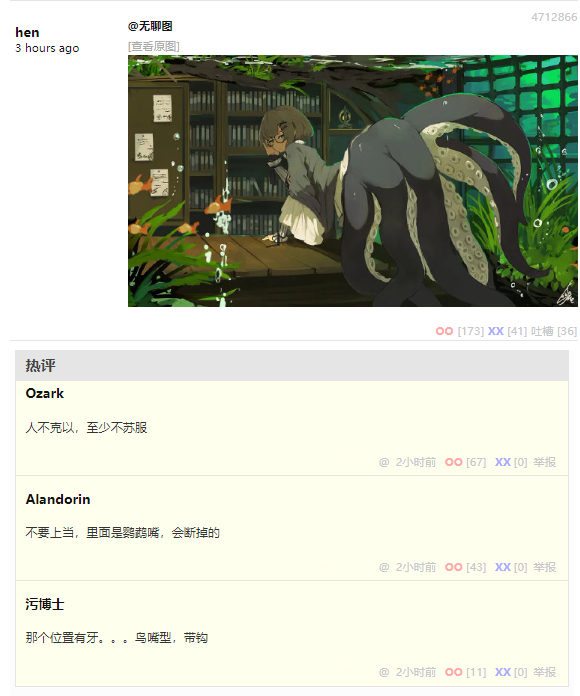 4712866
hen
3 hours ago
@无聊图
[查看原图]
OO [173] XX [41] 吐槽 [36]
热评
Ozark
人不克以，至少不苏服
@ 2小时前 OO [67] XX [0] 举报
Alandorin
不要上当，里面是鹦鹉嘴，会断掉的
@ 2小时前 OO [43] XX [0] 举报
污博士
那个位置有牙。。。鸟嘴型，带钩
@ 2小时前 OO [11] XX [0] 举报